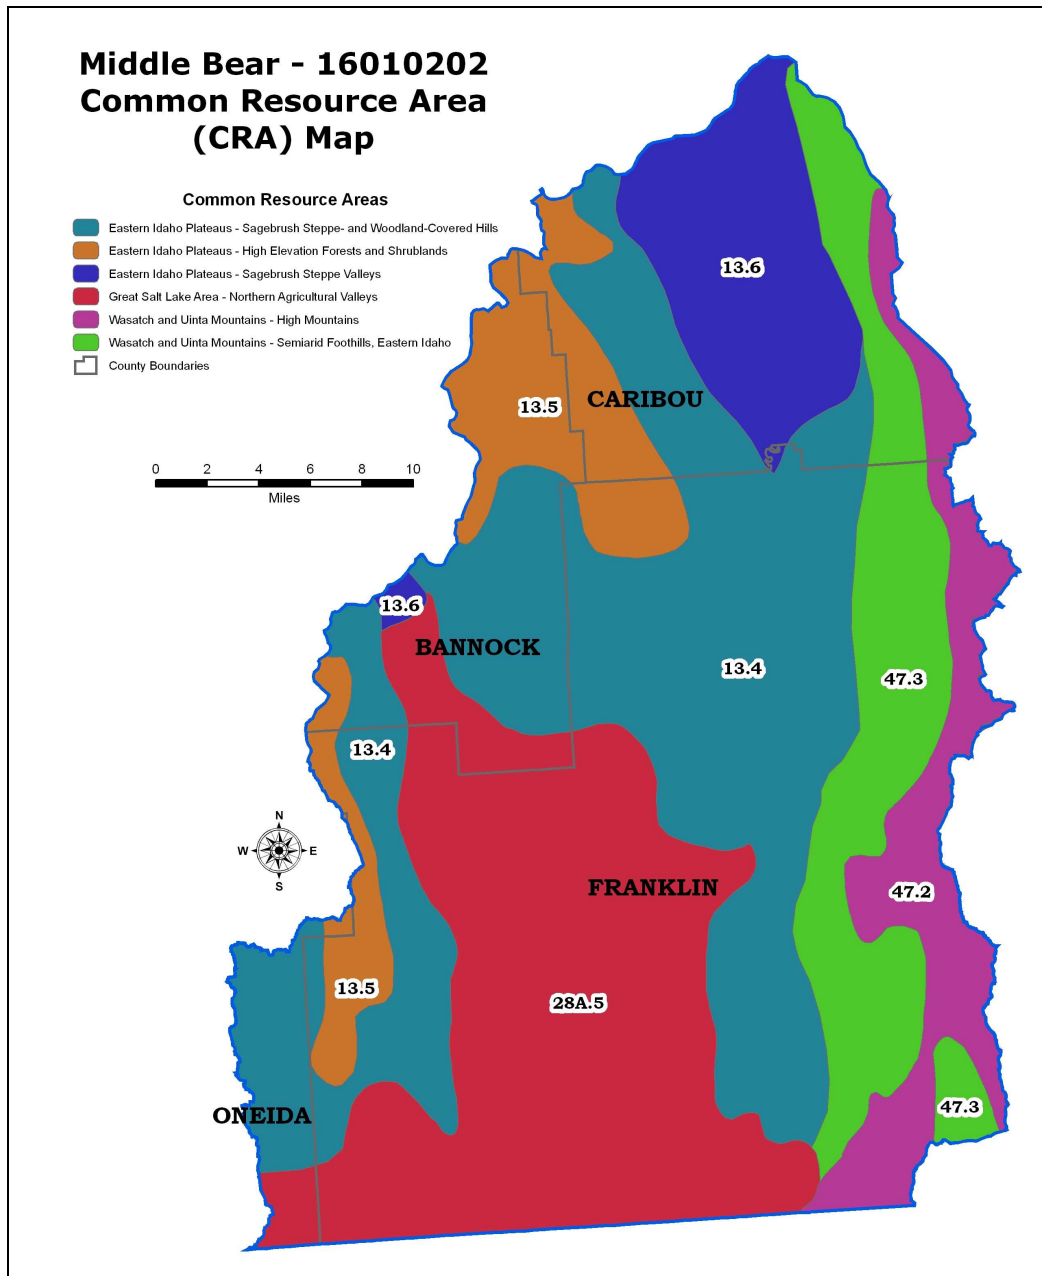 Middle Bear - 16010202
Common Resource Area
(CRA) Map
Common Resource Areas
Eastern Idaho Plateaus - Sagebrush Steppe- and Woodland-Covered Hills
Eastern Idaho Plateaus - High Elevation Forests and Shrublands
Eastern Idaho Plateaus - Sagebrush Steppe Valleys
Great Salt Lake Area - Northern Agricultural Valleys
Wasatch and Uinta Mountains - High Mountains
Wasatch and Uinta Mountains - Semiarid Foothills, Eastern Idaho
County Boundaries
0 2 4 6 8 10
Miles
13.6
CARIBOU
13.5
13.6
BANNOCK
13.4
47.3
13.4
N
W E
S
FRANKLIN
47.2
13.5
28A.5
47.3
ONEIDA